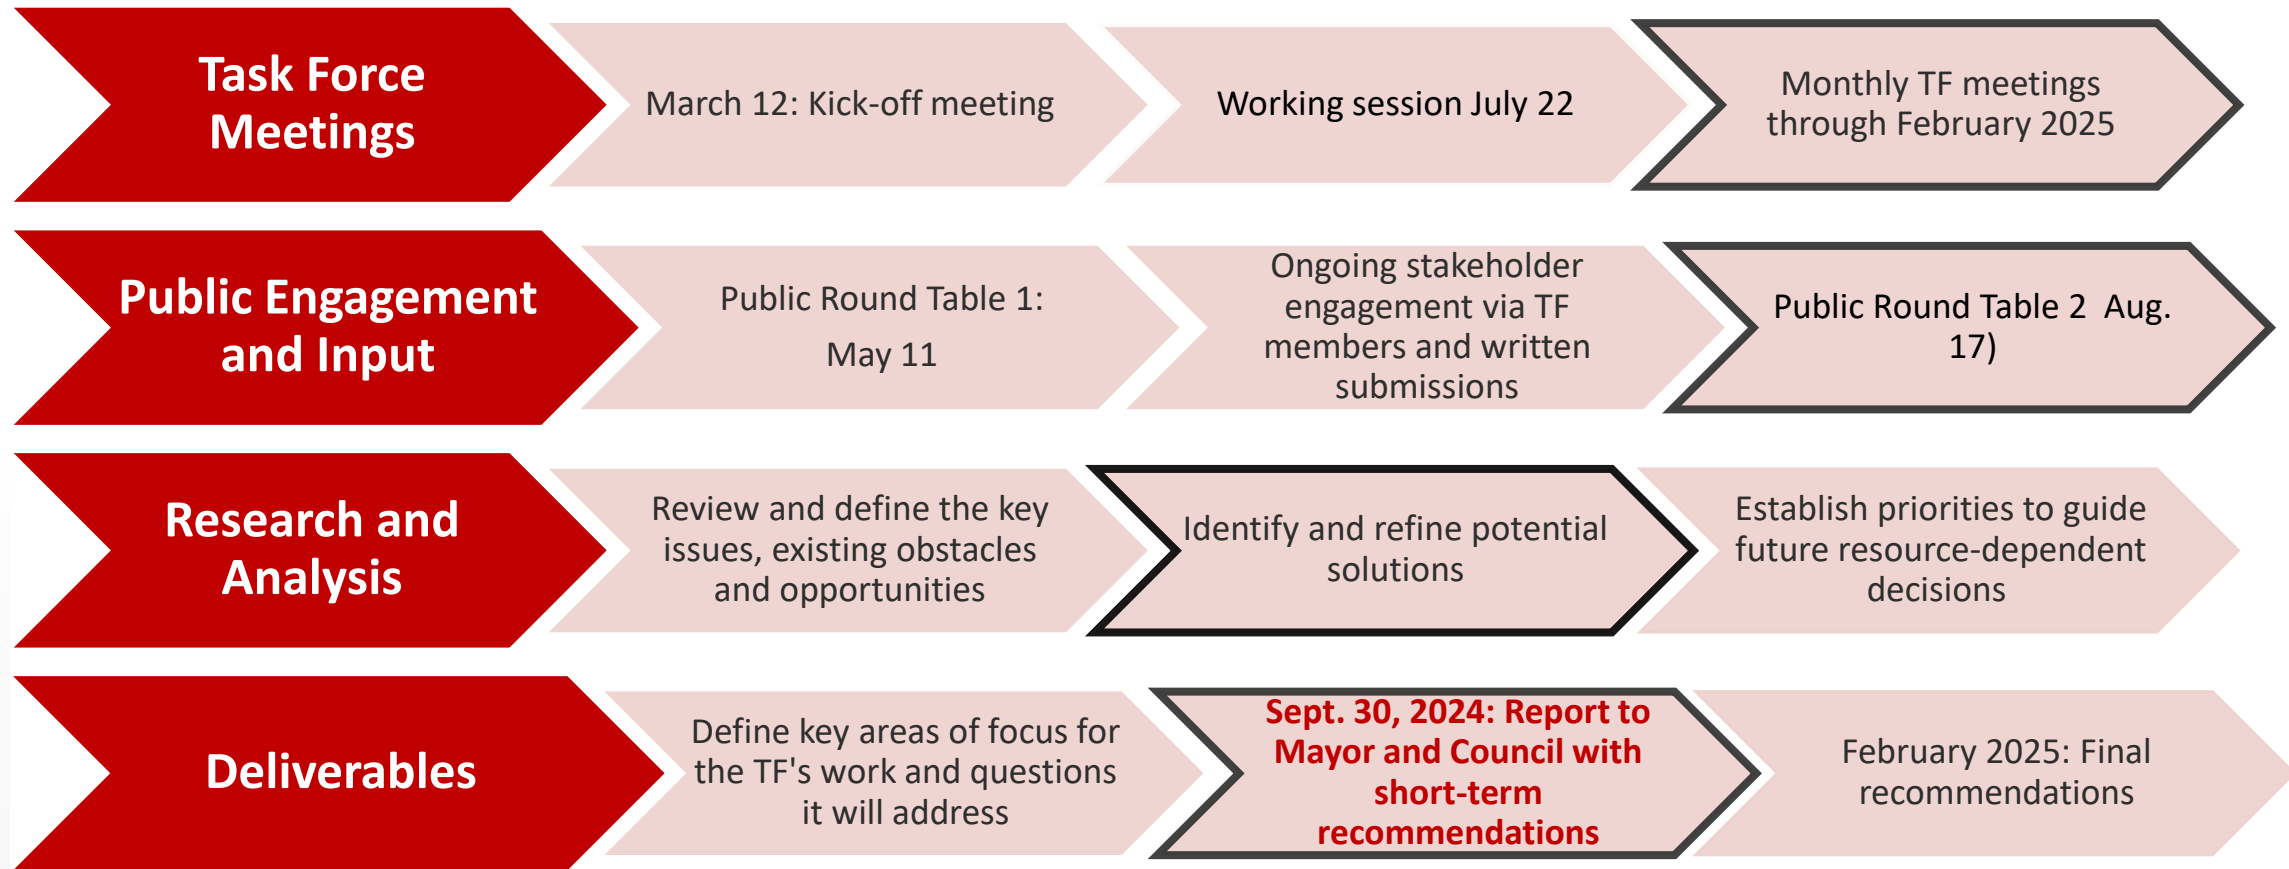 Task Force
Meetings
March 12: Kick-off meeting
Working session July 22
Monthly TF meetings
through February 2025
Public Engagement
and Input
Public Round Table 1:
May 11
Ongoing stakeholder
engagement via TF
members and written
submissions
Public Round Table 2  Aug.
17)
Research and
Analysis
Review and define the key
issues, existing obstacles
and opportunities
Identify and refine potential
solutions
Establish priorities to guide
future resource-dependent
decisions
Deliverables
Define key areas of focus for
the TF's work and questions
it will address
Sept. 30, 2024: Report to
Mayor and Council with
short-term
recommendations
February 2025: Final
recommendations